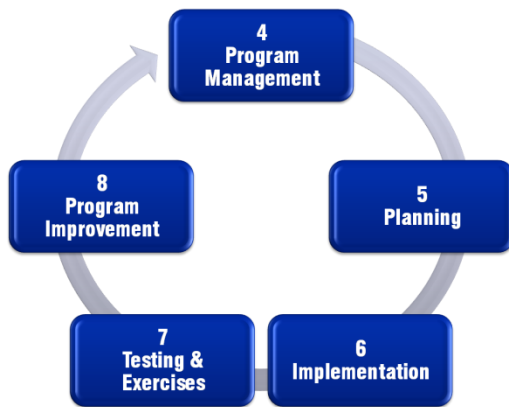 4
Program
Management
5
Planning
6
Implementation
7
Testing &
Exercises
8
Program
Improvement